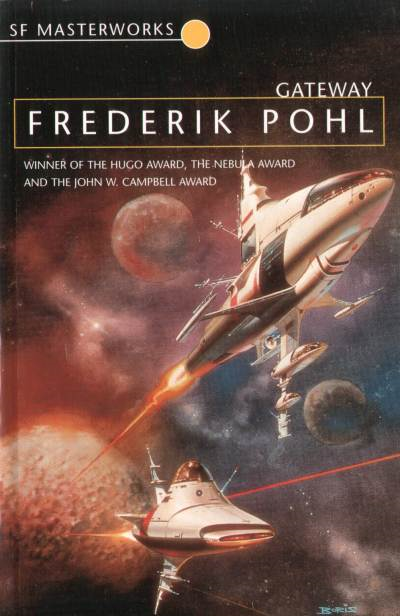 SF MASTERWORKS
GATEWAY
FREDERIK POHL
WINNER OF THE HUGO AWARD, THE NEBULA AWARD
AND THE JOHN W. CAMPBELL AWARD
BORIS